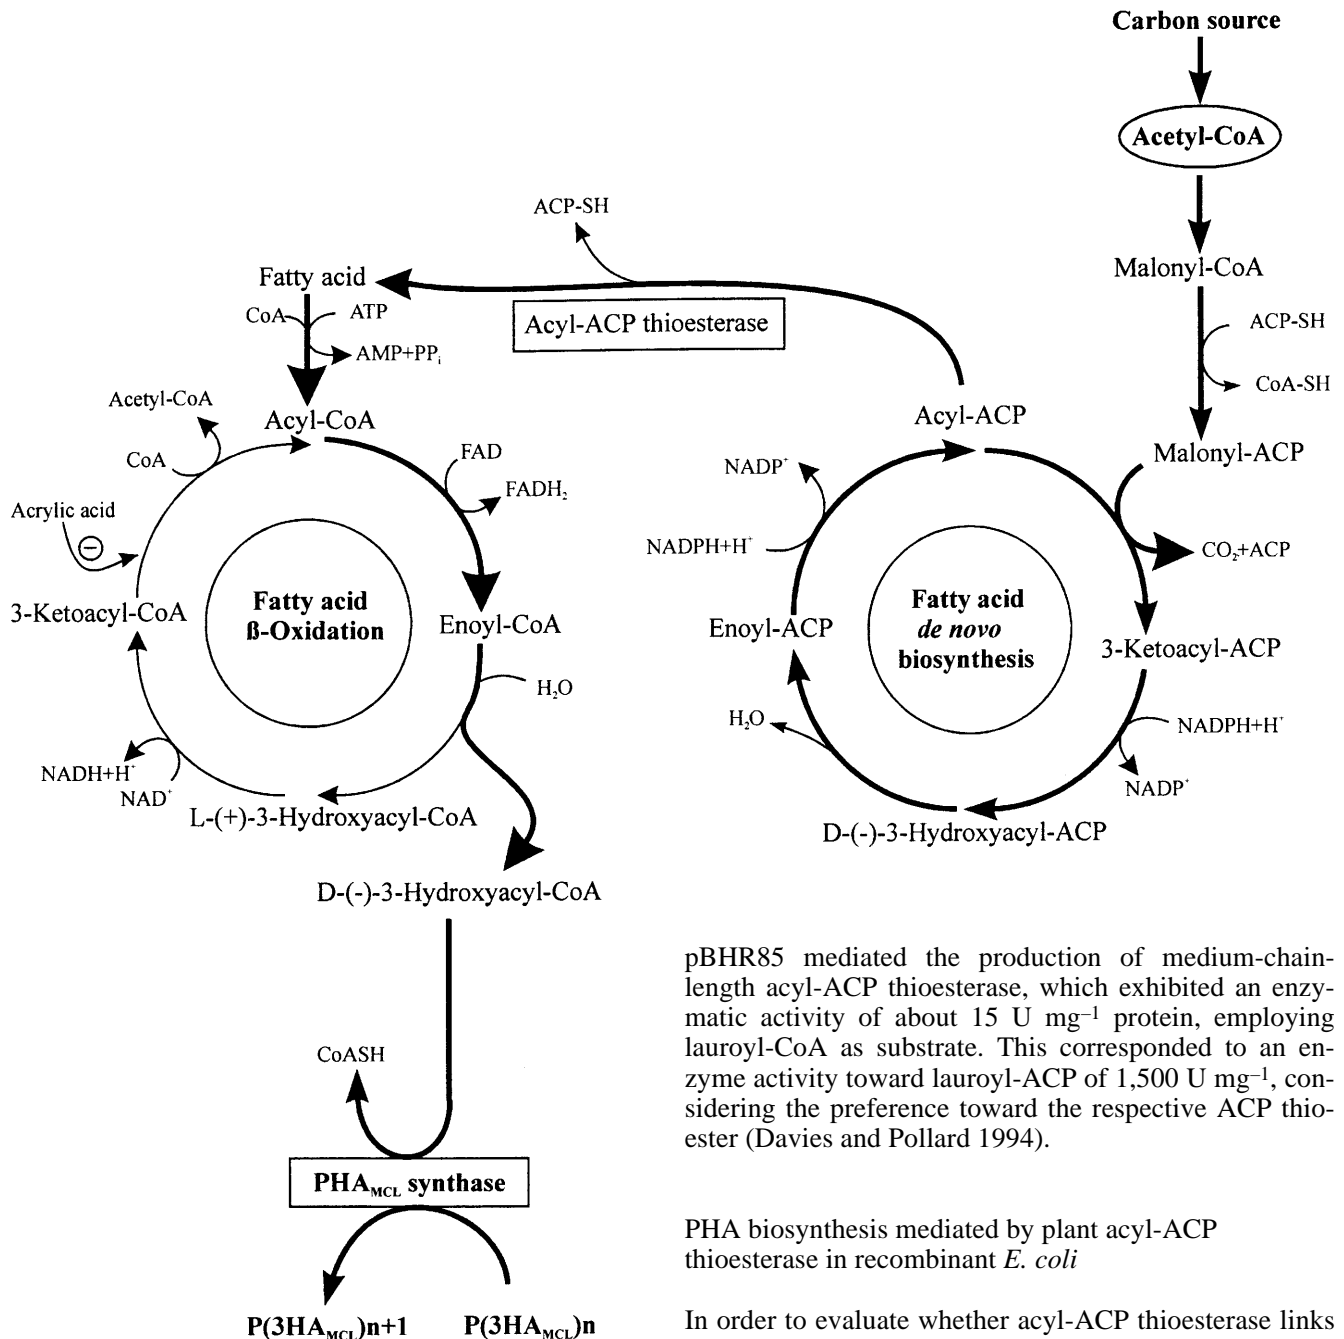 Carbon source
Acetyl-CoA
Malonyl-CoA
ACP-SH
CoA-SH
Malonyl-ACP
ACP-SH
Fatty acid
Acyl-ACP thioesterase
CoA
ATP
AMP+PPi
Acetyl-CoA
Acyl-CoA
CoA
FAD
FADH₂
Acrylic acid
−
3-Ketoacyl-CoA
Fatty acid
ß-Oxidation
Enoyl-CoA
H₂O
NADH+H⁺
NAD⁺
L-(+)-3-Hydroxyacyl-CoA
D-(-)-3-Hydroxyacyl-CoA
Acyl-ACP
NADP⁺
NADPH+H⁺
CO₂+ACP
Enoyl-ACP
Fatty acid
de novo
biosynthesis
3-Ketoacyl-ACP
H₂O
NADPH+H⁺
NADP⁺
D-(-)-3-Hydroxyacyl-ACP
CoASH
PHA_MCL synthase
P(3HA_MCL)n+1
P(3HA_MCL)n
pBHR85 mediated the production of medium-chain-
length acyl-ACP thioesterase, which exhibited an enzy-
matic activity of about 15 U mg⁻¹ protein, employing
lauroyl-CoA as substrate. This corresponded to an en-
zyme activity toward lauroyl-ACP of 1,500 U mg⁻¹, con-
sidering the preference toward the respective ACP thio-
ester (Davies and Pollard 1994).
PHA biosynthesis mediated by plant acyl-ACP
thioesterase in recombinant E. coli
In order to evaluate whether acyl-ACP thioesterase links